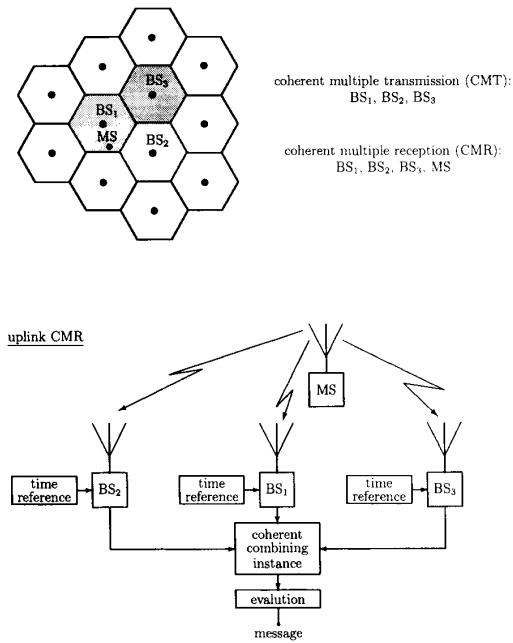 BS₃
BS₁
MS
BS₂
coherent multiple transmission (CMT):
BS₁, BS₂, BS₃
coherent multiple reception (CMR):
BS₁, BS₂, BS₃, MS
uplink CMR
MS
time
reference
BS₂
time
reference
BS₁
time
reference
BS₃
coherent
combining
instance
evalution
message